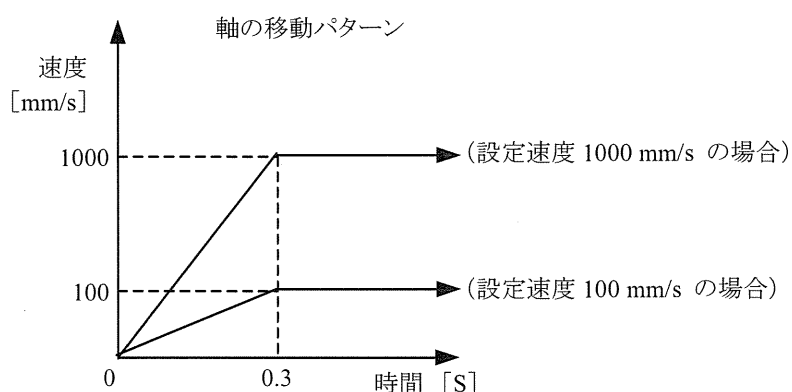 軸の移動パターン
速度
[mm/s]
1000
(設定速度 1000 mm/s の場合)
100
(設定速度 100 mm/s の場合)
0
0.3
時間 [S]